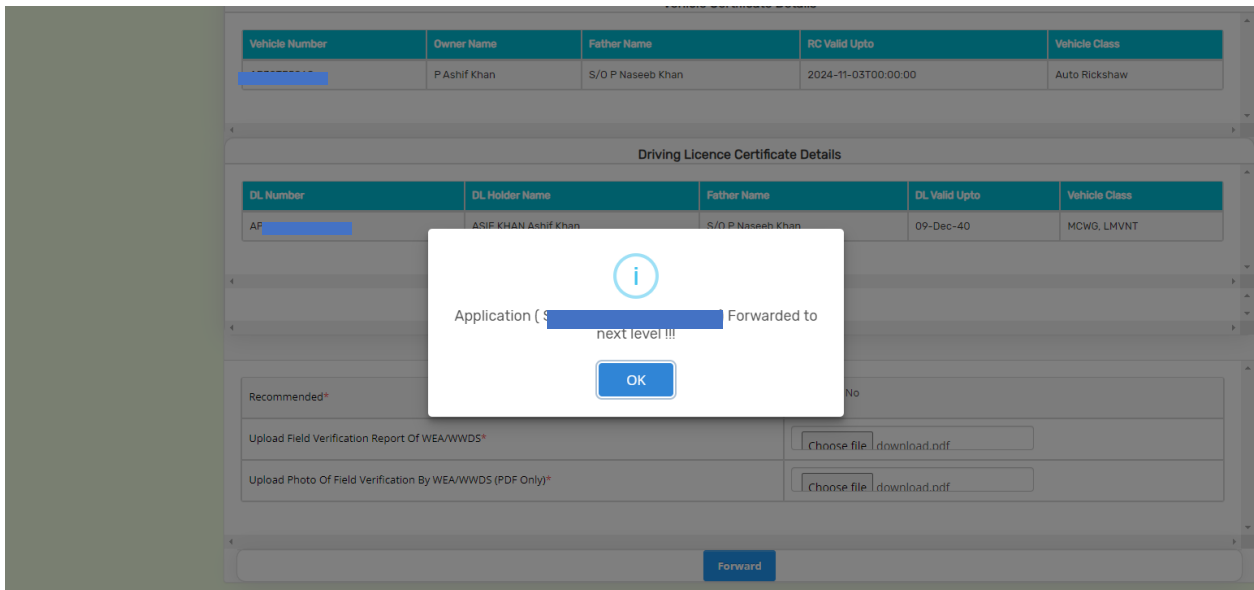 Vehicle Certificate Details
Vehicle Number Owner Name Father Name RC Valid Upto Vehicle Class
P Ashif Khan S/O P Naseeb Khan 2024-11-03T00:00:00 Auto Rickshaw
Driving Licence Certificate Details
DL Number DL Holder Name Father Name DL Valid Upto Vehicle Class
ASIF KHAN Ashif Khan S/O P Naseeb Khan 09-Dec-40 MCWG, LMVNT
i
Application ( Forwarded to
next level !!!
OK
Recommended* No
Upload Field Verification Report Of WEA/WWDS* Choose file download.pdf
Upload Photo Of Field Verification By WEA/WWDS (PDF Only)* Choose file download.pdf
Forward